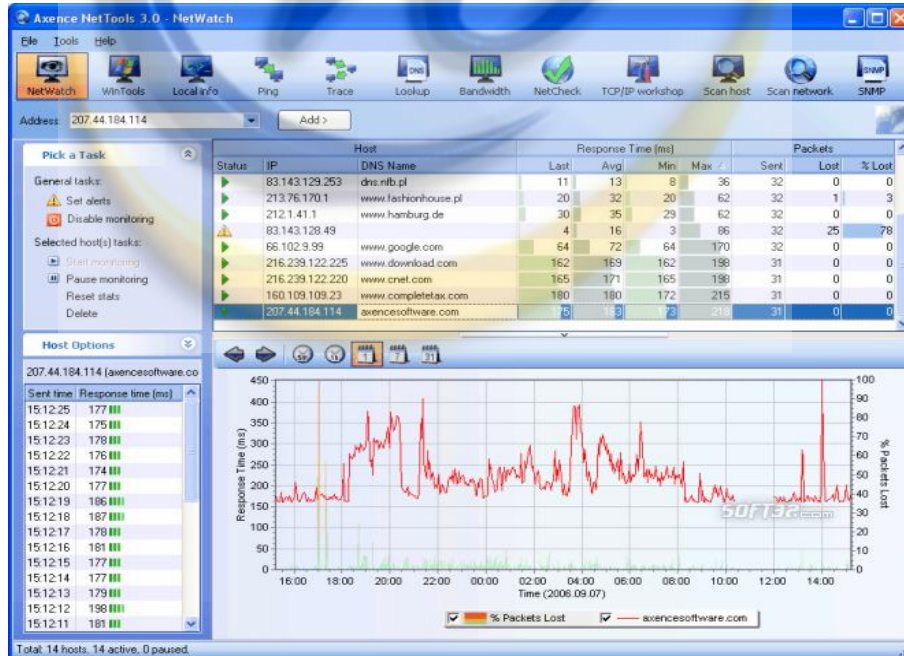 Axence NetTools 3.0 - NetWatch
File Tools Help
NetWatch WinTools Local info Ping Trace Lookup Bandwidth NetCheck TCP/IP workshop Scan host Scan network SNMP
DNS SNMP
Address: 207.44.184.114 Add >
Pick a Task
General tasks:
Set alerts
Disable monitoring
Selected host(s) tasks:
Start monitoring
Pause monitoring
Reset stats
Delete
Host Response Time (ms) Packets
Status IP DNS Name Last Avg Min Max Sent Lost % Lost
83.143.129.253 dns.nfb.pl 11 13 8 36 32 0 0
213.76.170.1 www.fashionhouse.pl 20 32 20 62 32 1 3
212.1.41.1 www.hamburg.de 30 35 29 62 32 0 0
83.143.128.49 4 16 3 86 32 25 78
66.102.9.99 www.google.com 64 72 64 170 32 0 0
216.239.122.225 www.download.com 162 169 162 198 31 0 0
216.239.122.220 www.cnet.com 165 171 165 198 31 0 0
160.109.109.23 www.completetax.com 180 180 172 215 31 0 0
207.44.184.114 axencesoftware.com 175 183 173 218 31 0 0
Host Options
207.44.184.114 (axencesoftware.co
Sent time Response time (ms)
15:12:25 177
15:12:24 175
15:12:23 178
15:12:22 176
15:12:21 174
15:12:20 177
15:12:19 186
15:12:18 187
15:12:17 178
15:12:16 181
15:12:15 177
15:12:14 177
15:12:13 179
15:12:12 198
15:12:11 181
1 7 31
Response Time (ms)
450
400
350
300
250
200
150
100
50
0
100
90
80
70
60
50
40
30
20
10
0
% Packets Lost
SOFT32.com
16:00 18:00 20:00 22:00 00:00 02:00 04:00 06:00 08:00 10:00 12:00 14:00
Time (2006.09.07)
% Packets Lost axencesoftware.com
Total: 14 hosts. 14 active, 0 paused.